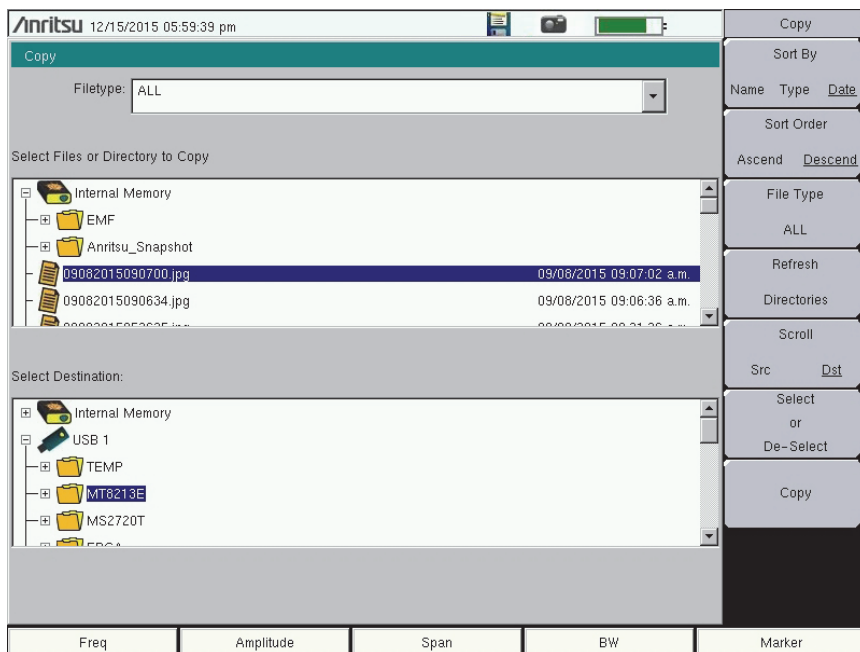 Anritsu 12/15/2015 05:59:39 pm
Copy
Filetype: ALL
Select Files or Directory to Copy
Internal Memory
EMF
Anritsu_Snapshot
09082015090700.jpg 09/08/2015 09:07:02 a.m.
09082015090634.jpg 09/08/2015 09:06:36 a.m.
Select Destination:
Internal Memory
USB 1
TEMP
MT8213E
MS2720T
Copy
Sort By
Name Type Date
Sort Order
Ascend Descend
File Type
ALL
Refresh
Directories
Scroll
Src Dst
Select
or
De-Select
Copy
Freq Amplitude Span BW Marker